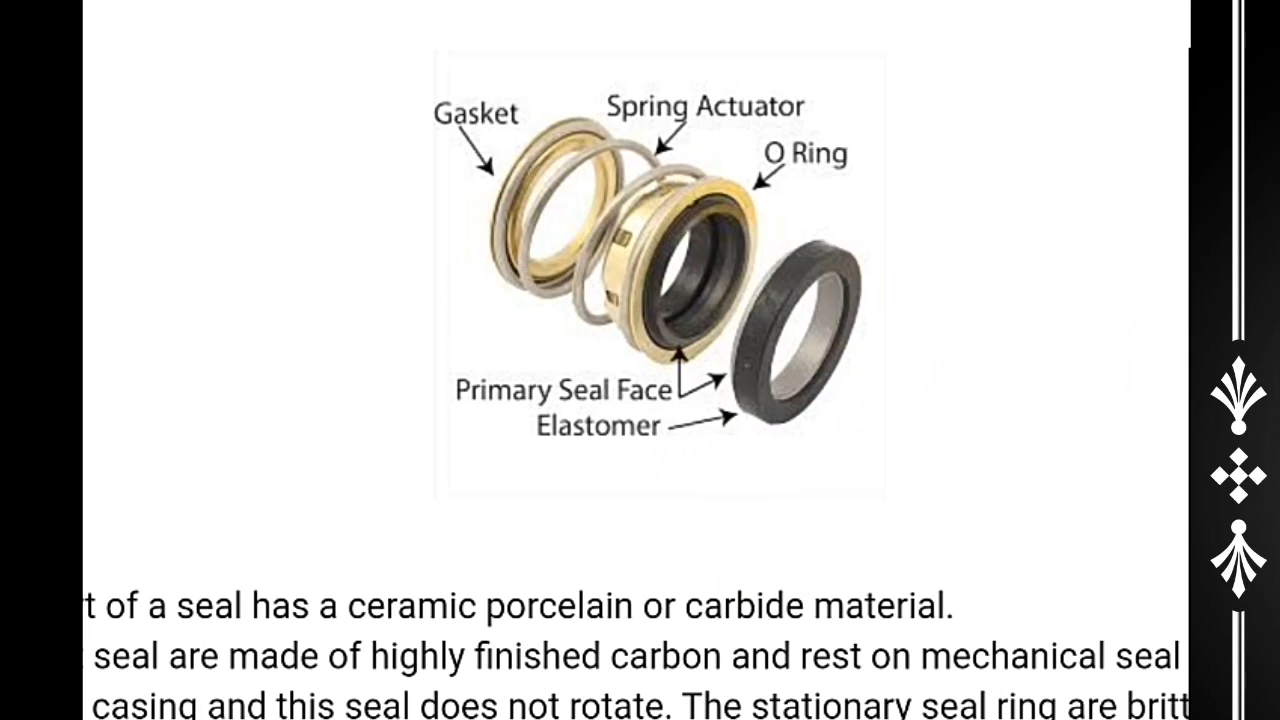 Gasket
Spring Actuator
O Ring
Primary Seal Face
Elastomer
t of a seal has a ceramic porcelain or carbide material.
seal are made of highly finished carbon and rest on mechanical seal
casing and this seal does not rotate. The stationary seal ring are britt